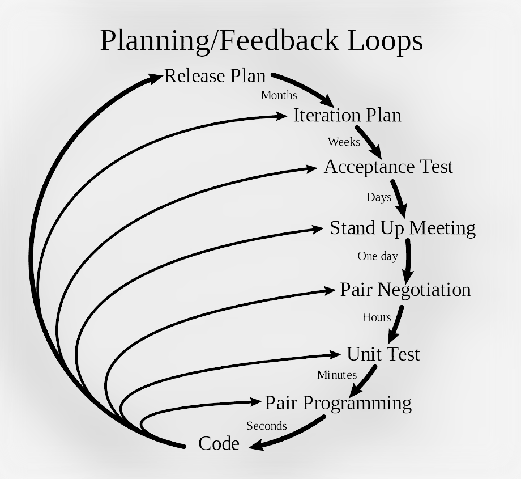 Planning/Feedback Loops
Release Plan
Months
Iteration Plan
Weeks
Acceptance Test
Days
Stand Up Meeting
One day
Pair Negotiation
Hours
Unit Test
Minutes
Pair Programming
Seconds
Code